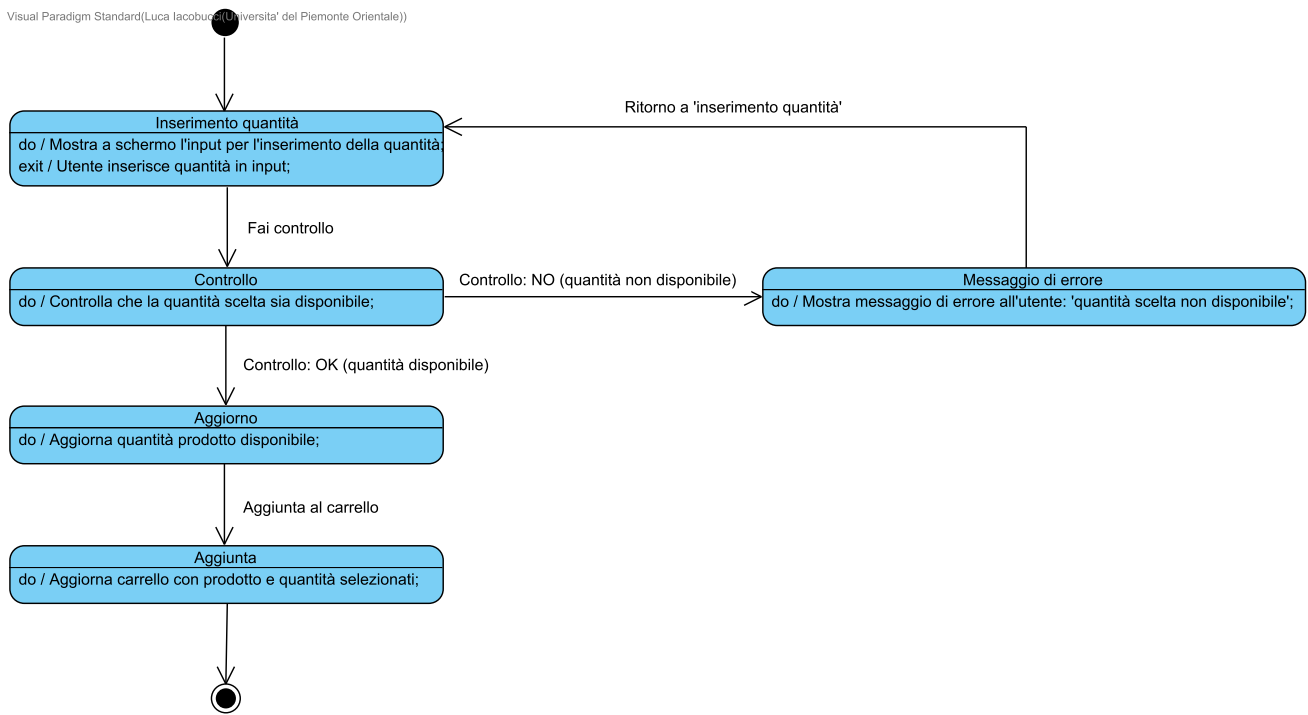 Visual Paradigm Standard(Luca Iacobucci(Universita' del Piemonte Orientale))
Ritorno a 'inserimento quantità'
Inserimento quantità
do / Mostra a schermo l'input per l'inserimento della quantità;
exit / Utente inserisce quantità in input;
Fai controllo
Controllo
do / Controlla che la quantità scelta sia disponibile;
Controllo: NO (quantità non disponibile)
Messaggio di errore
do / Mostra messaggio di errore all'utente: 'quantità scelta non disponibile';
Controllo: OK (quantità disponibile)
Aggiorno
do / Aggiorna quantità prodotto disponibile;
Aggiunta al carrello
Aggiunta
do / Aggiorna carrello con prodotto e quantità selezionati;